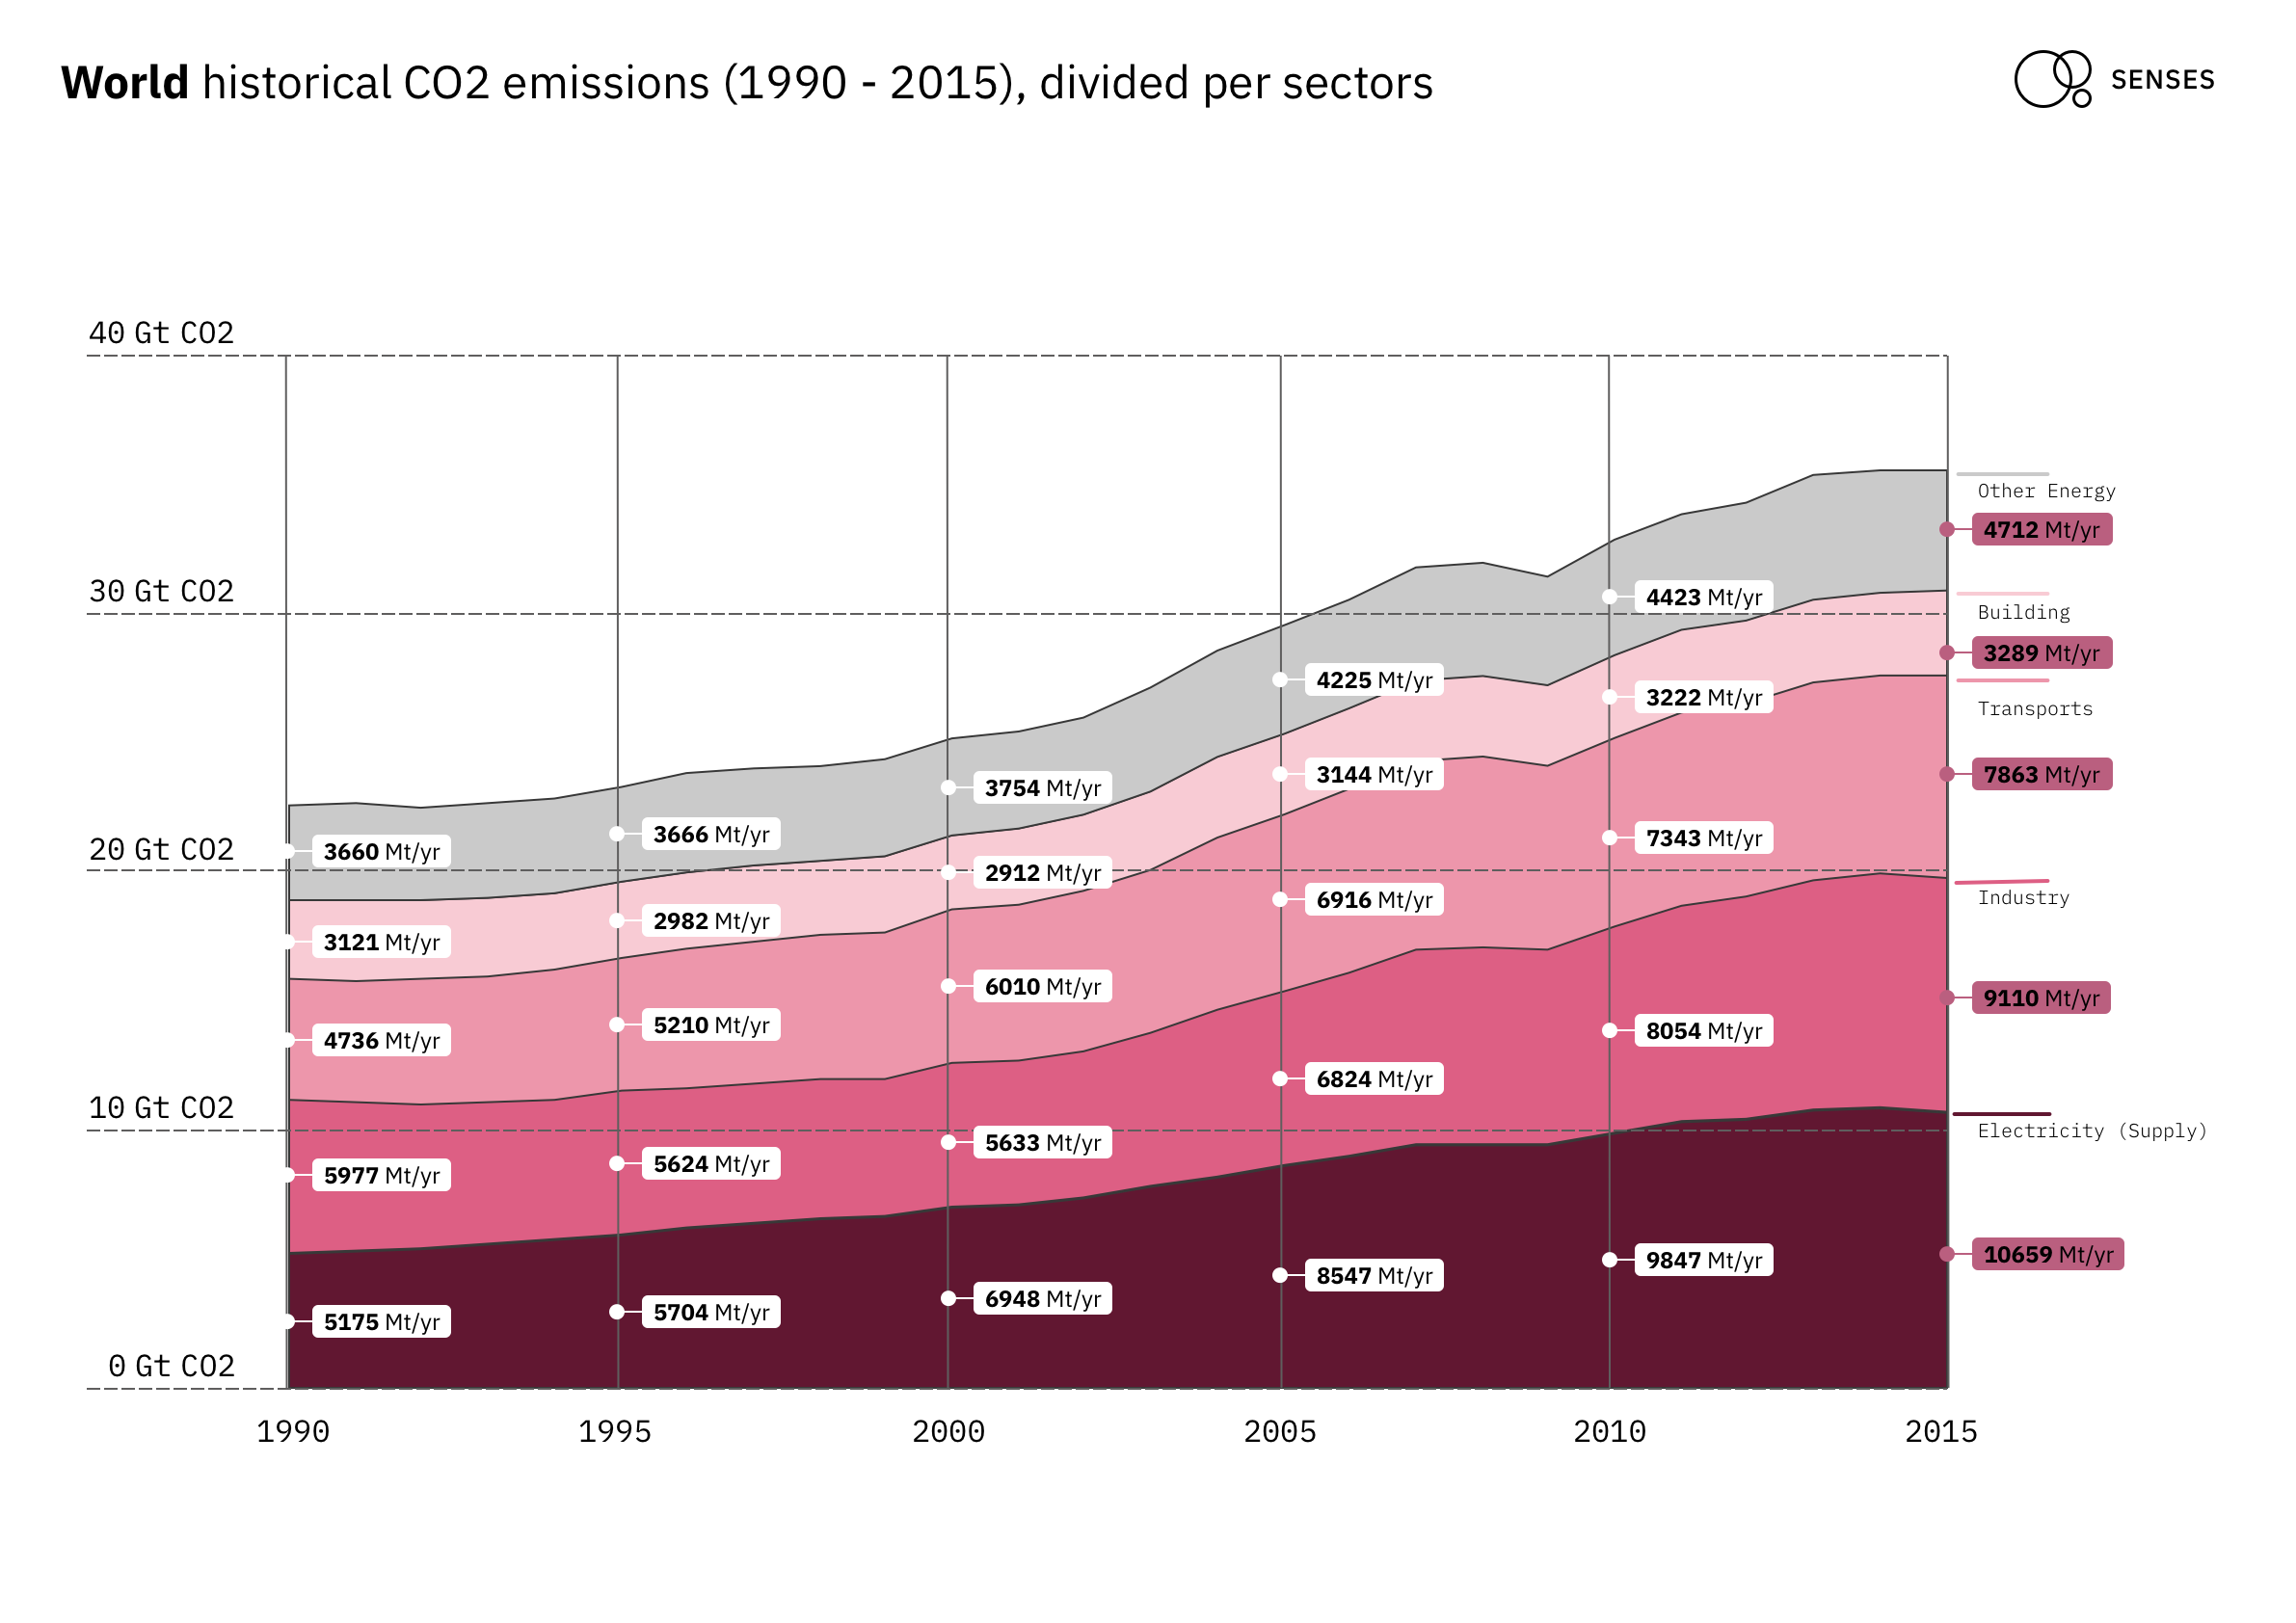 World historical CO2 emissions (1990 - 2015), divided per sectors
SENSES
40 Gt CO2
30 Gt CO2
20 Gt CO2
10 Gt CO2
0 Gt CO2
3660 Mt/yr
3121 Mt/yr
4736 Mt/yr
5977 Mt/yr
5175 Mt/yr
3666 Mt/yr
2982 Mt/yr
5210 Mt/yr
5624 Mt/yr
5704 Mt/yr
3754 Mt/yr
2912 Mt/yr
6010 Mt/yr
5633 Mt/yr
6948 Mt/yr
4225 Mt/yr
3144 Mt/yr
6916 Mt/yr
6824 Mt/yr
8547 Mt/yr
4423 Mt/yr
3222 Mt/yr
7343 Mt/yr
8054 Mt/yr
9847 Mt/yr
Other Energy
4712 Mt/yr
Building
3289 Mt/yr
Transports
7863 Mt/yr
Industry
9110 Mt/yr
Electricity (Supply)
10659 Mt/yr
1990 1995 2000 2005 2010 2015